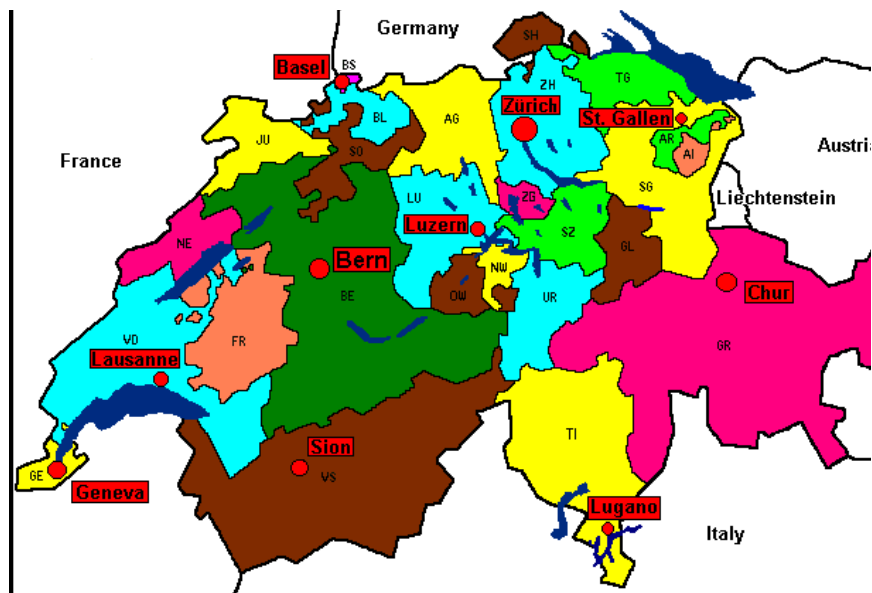 Germany
SH
BS
Basel
ZH
TG
BL
AG
Zürich
St. Gallen
JU
SO
AR
AI
Austria
France
LU
ZG
SG
Liechtenstein
Luzern
SZ
NE
GL
Bern
NW
Chur
BE
OW
UR
VD
FR
GR
Lausanne
TI
Sion
GE
VS
Geneva
Lugano
Italy